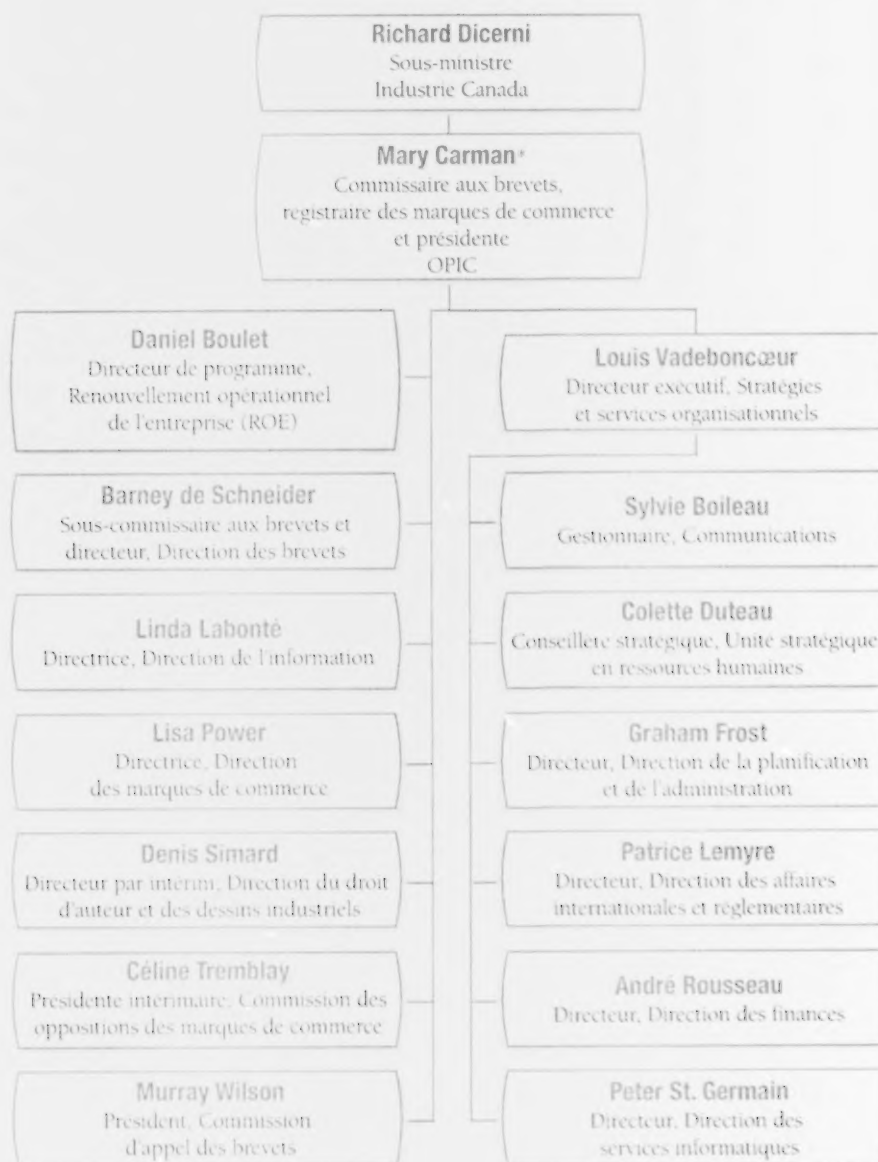 Richard Dicerni
Sous-ministre
Industrie Canada
Mary Carman*
Commissaire aux brevets,
registraire des marques de commerce
et présidente
OPIC
Daniel Boulet
Directeur de programme,
Renouvellement opérationnel
de l'entreprise (ROE)
Barney de Schneider
Sous-commissaire aux brevets et
directeur, Direction des brevets
Linda Labonté
Directrice, Direction de l'information
Lisa Power
Directrice, Direction
des marques de commerce
Denis Simard
Directeur par intérim, Direction du droit
d'auteur et des dessins industriels
Céline Tremblay
Présidente intérimaire, Commission des
oppositions des marques de commerce
Murray Wilson
Président, Commission
d'appel des brevets
Louis Vadeboncœur
Directeur exécutif, Stratégies
et services organisationnels
Sylvie Boileau
Gestionnaire, Communications
Colette Duteau
Conseillère stratégique, Unité stratégique
en ressources humaines
Graham Frost
Directeur, Direction de la planification
et de l'administration
Patrice Lemyre
Directeur, Direction des affaires
internationales et réglementaires
André Rousseau
Directeur, Direction des finances
Peter St. Germain
Directeur, Direction des
services informatiques